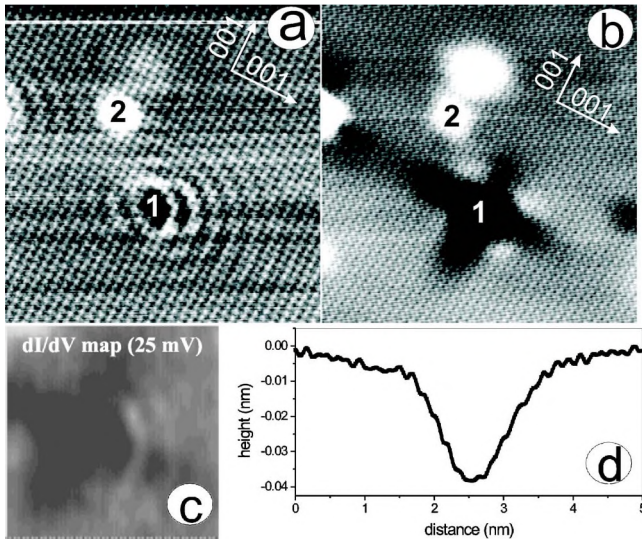 a
001
001
2
1
b
001
001
2
1
dI/dV map (25 mV)
c
0.00
-0.01
-0.02
-0.03
-0.04
height (nm)
0 1 2 3 4 5
distance (nm)
d